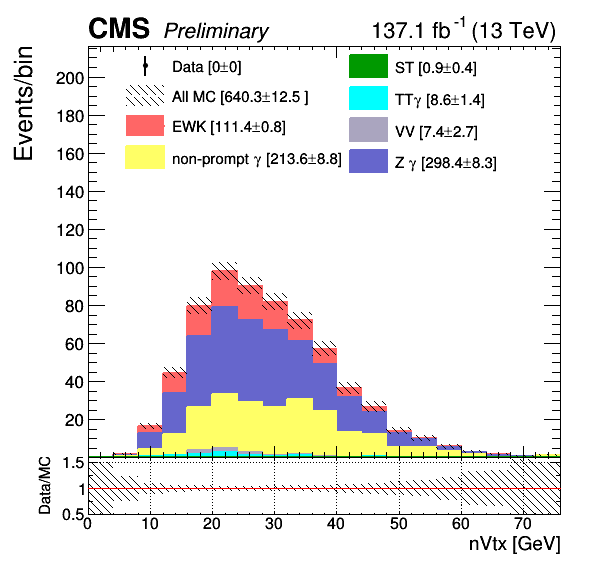 CMS Preliminary 137.1 fb⁻¹ (13 TeV)
Events/bin
Data [0±0]
All MC [640.3±12.5 ]
EWK [111.4±0.8]
non-prompt γ [213.6±8.8]
ST [0.9±0.4]
TTγ [8.6±1.4]
VV [7.4±2.7]
Z γ [298.4±8.3]
200
180
160
140
120
100
80
60
40
20
Data/MC
1.5
1
0.5
0 10 20 30 40 50 60 70
nVtx [GeV]